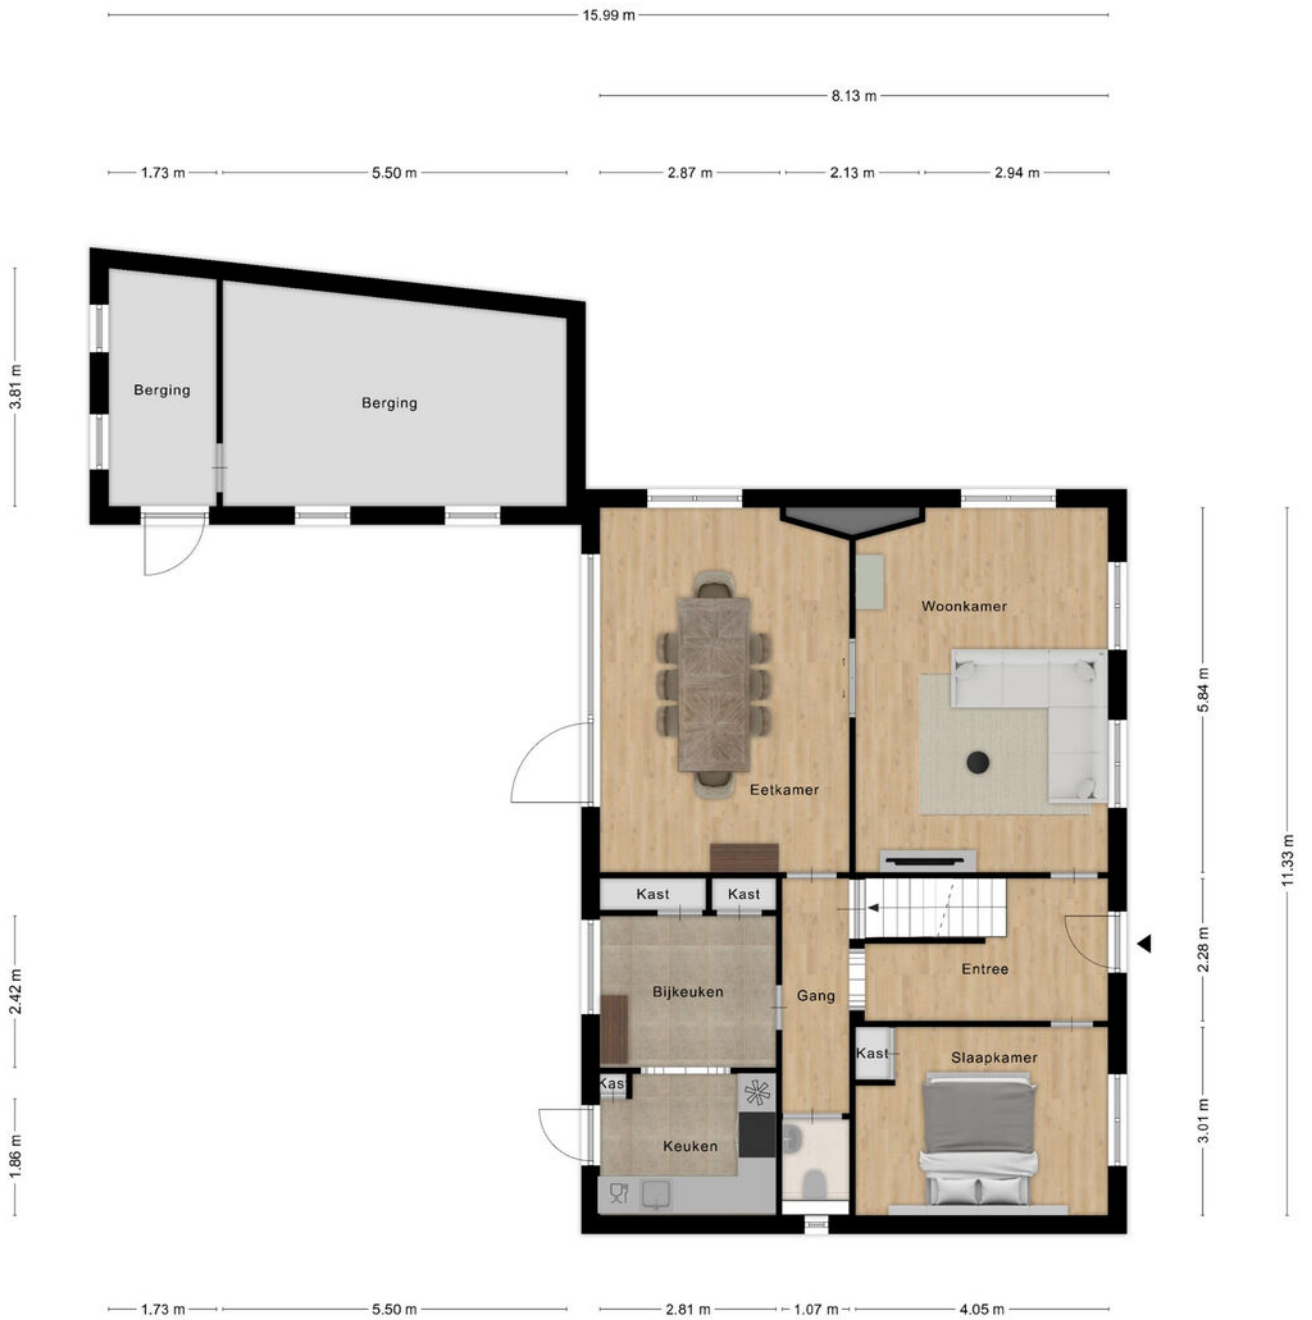 15.99 m
8.13 m
1.73 m
5.50 m
2.87 m
2.13 m
2.94 m
3.81 m
Berging
Berging
Woonkamer
5.84 m
Eetkamer
11.33 m
Kast
Kast
2.28 m
Entree
2.42 m
Bijkeuken
Gang
Kast
Slaapkamer
Kast
3.01 m
Keuken
1.86 m
1.73 m
5.50 m
2.81 m
1.07 m
4.05 m